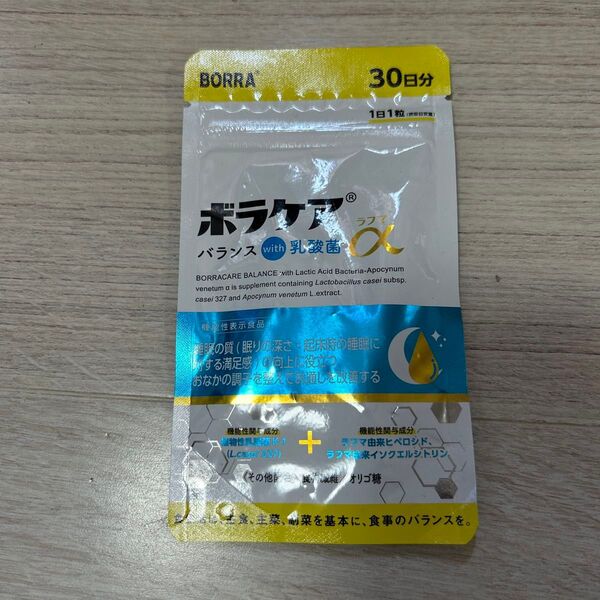 BORRA®
30日分
1日1粒(摂取目安量)
ボラケア®
バランス with 乳酸菌 ラフマ α
BORRACARE BALANCE with Lactic Acid Bacteria-Apocynum
venetum α is supplement containing Lactobacillus casei subsp.
casei 327 and Apocynum venetum L.extract.
機能性表示食品
睡眠の質(眠りの深さ・起床時の睡眠に
対する満足感)の向上に役立つ
おなかの調子を整えて
を改善する
機能性関与成分
(L.casei 327)
+
機能性関与成分
ラフマ由来ヒペロシド、
ラフマ由来イソクエルシトリン
オリゴ糖
主食、主菜、副菜を基本に、食事のバランスを。